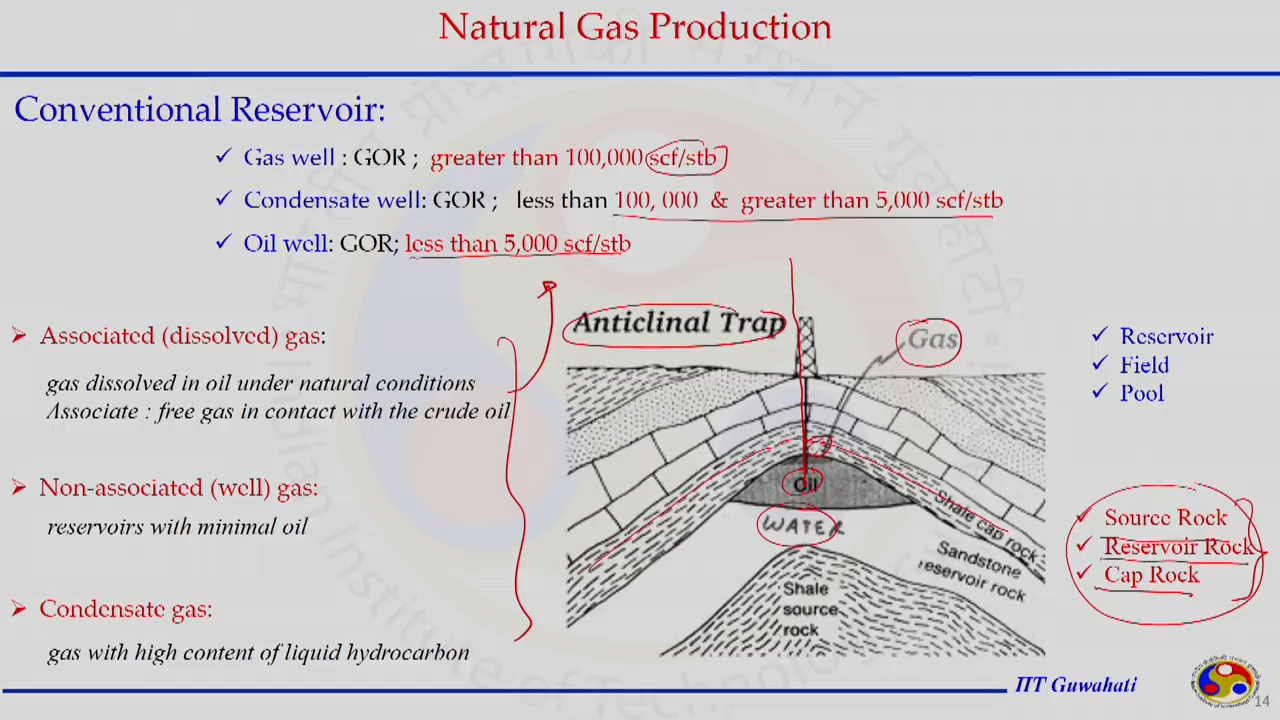 Natural Gas Production
Conventional Reservoir:
✓ Gas well : GOR ; greater than 100,000 scf/stb
✓ Condensate well: GOR ; less than 100, 000 & greater than 5,000 scf/stb
✓ Oil well: GOR; less than 5,000 scf/stb
➢ Associated (dissolved) gas:
gas dissolved in oil under natural conditions
Associate : free gas in contact with the crude oil
➢ Non-associated (well) gas:
reservoirs with minimal oil
➢ Condensate gas:
gas with high content of liquid hydrocarbon
Anticlinal Trap
Gas
Oil
WATER
Shale cap rock
Sandstone
reservoir rock
Shale
source
rock
✓ Reservoir
✓ Field
✓ Pool
✓ Source Rock
✓ Reservoir Rock
✓ Cap Rock
IIT Guwahati
14